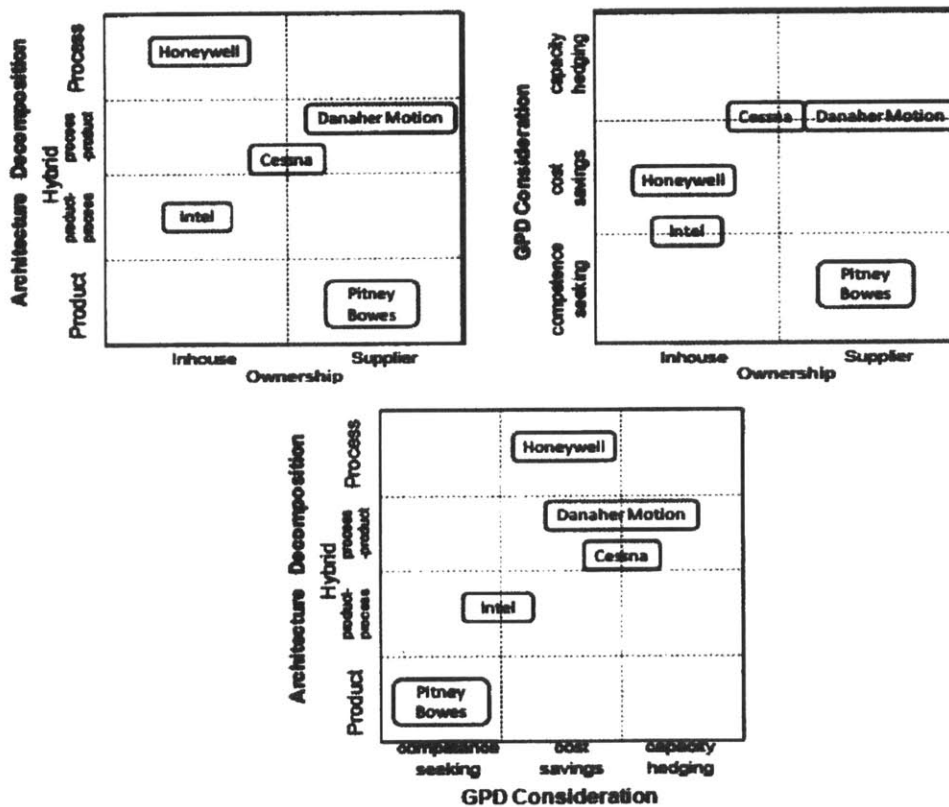 Architecture Decomposition
Process
Hybrid
process
-product
product-
process
Product
Honeywell
Danaher Motion
Cessna
Intel
Pitney
Bowes
Inhouse
Supplier
Ownership
GPD Consideration
capacity
hedging
cost
savings
competence
seeking
Cessna
Danaher Motion
Honeywell
Intel
Pitney
Bowes
Inhouse
Supplier
Ownership
Architecture Decomposition
Process
Hybrid
process
-product
product-
process
Product
Honeywell
Danaher Motion
Cessna
Intel
Pitney
Bowes
competence
seeking
cost
savings
capacity
hedging
GPD Consideration